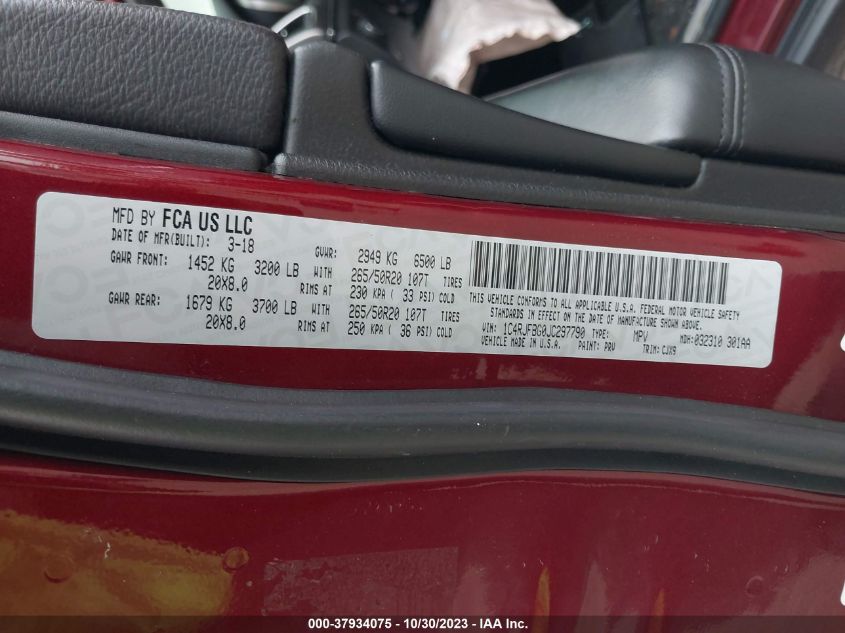 MFD BY FCA US LLC
DATE OF MFR(BUILT): 3-18 GVWR: 2949 KG 6500 LB
GAWR FRONT: 1452 KG 3200 LB WITH 265/50R20 107T TIRES
20X8.0 RIMS AT 230 KPA ( 33 PSI) COLD
GAWR REAR: 1679 KG 3700 LB WITH 265/50R20 107T TIRES
20X8.0 RIMS AT 250 KPA ( 36 PSI) COLD
THIS VEHICLE CONFORMS TO ALL APPLICABLE U.S.A. FEDERAL MOTOR VEHICLE SAFETY
STANDARDS IN EFFECT ON THE DATE OF MANUFACTURE SHOWN ABOVE.
VIN: 1C4RJFBG0JC297790 TYPE: MPV MDH: 032310 301AA
VEHICLE MADE IN U.S.A. PAINT: PRV TRIM: CJX9
000-37934075 - 10/30/2023 - IAA Inc.